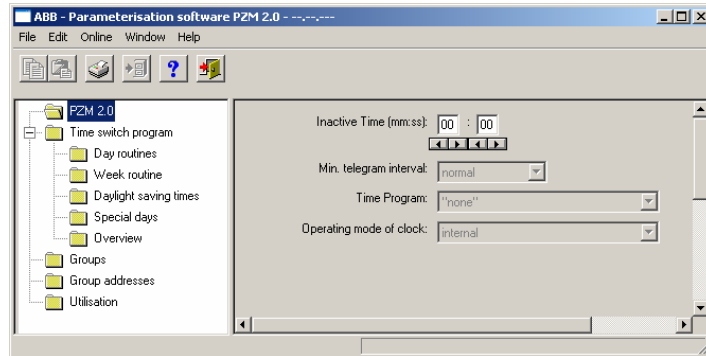 ABB - Parameterisation software PZM 2.0 - --,--,---
File Edit Online Window Help
?
PZM 2.0
Time switch program
Day routines
Week routine
Daylight saving times
Special days
Overview
Groups
Group addresses
Utilisation
Inactive Time (mm:ss): 00 : 00
Min. telegram interval: normal
Time Program: "none"
Operating mode of clock: internal